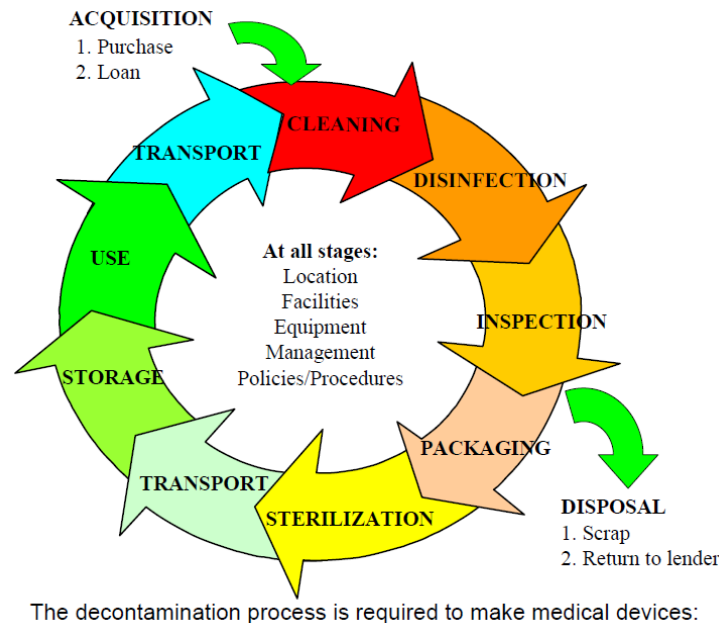 ACQUISITION
1. Purchase
2. Loan
CLEANING
DISINFECTION
INSPECTION
PACKAGING
STERILIZATION
TRANSPORT
STORAGE
USE
TRANSPORT
At all stages:
Location
Facilities
Equipment
Management
Policies/Procedures
DISPOSAL
1. Scrap
2. Return to lender
The decontamination process is required to make medical devices: